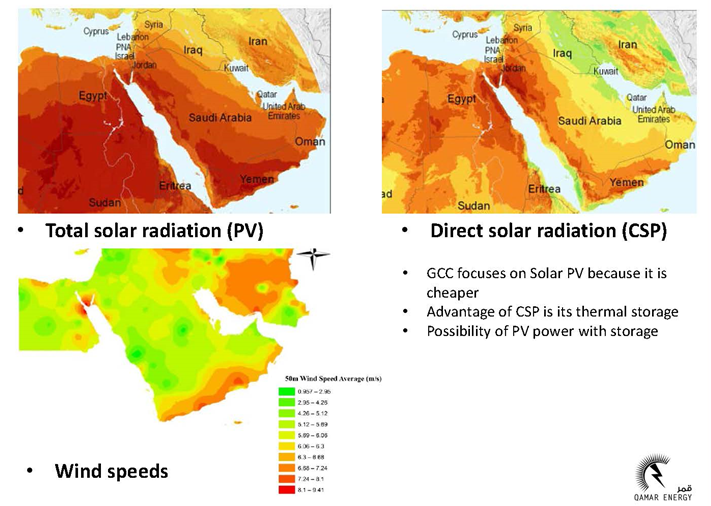 Cyprus
Syria
Lebanon
PNA
Israel
Jordan
Iraq
Iran
Kuwait
Egypt
Qatar
United Arab
Emirates
Saudi Arabia
Oman
Yemen
Eritrea
Sudan
d
• Total solar radiation (PV)
Cyprus
Syria
Lebanon
PNA
Israel
Jordan
Iraq
Iran
Kuwait
Egypt
Qatar
United Arab
Emirates
Saudi Arabia
Oman
Yemen
Eritrea
Sudan
ad
• Direct solar radiation (CSP)
• GCC focuses on Solar PV because it is
cheaper
• Advantage of CSP is its thermal storage
• Possibility of PV power with storage
50m Wind Speed Average (m/s)
0.957 – 2.95
2.95 – 4.26
4.26 – 5.12
5.12 – 5.69
5.69 – 6.06
6.06 – 6.3
6.3 – 6.68
6.68 – 7.24
7.24 – 8.1
8.1 – 9.41
• Wind speeds
قمر
QAMAR ENERGY